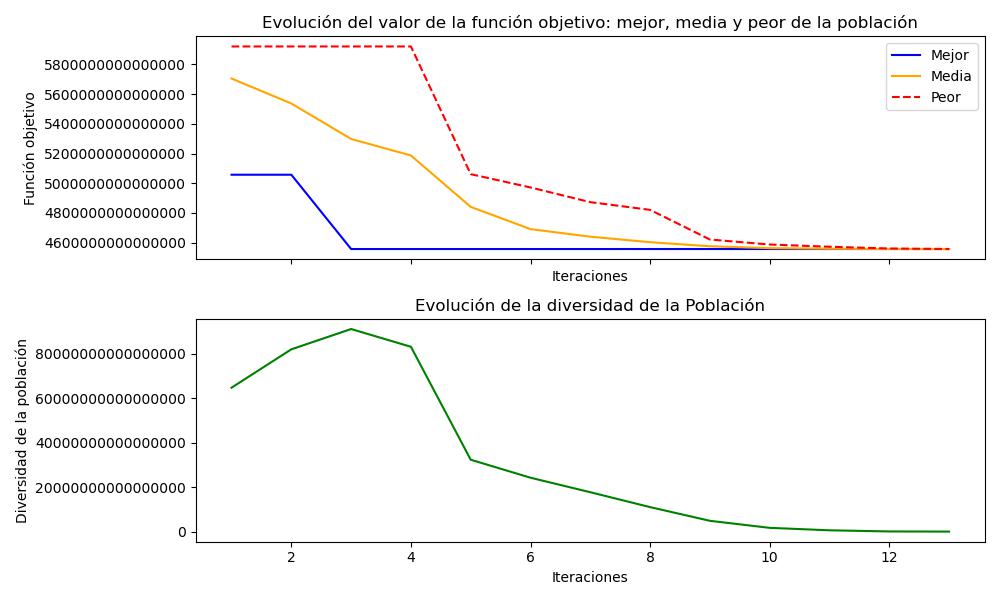 Evolución del valor de la función objetivo: mejor, media y peor de la población
Función objetivo
5800000000000000
5600000000000000
5400000000000000
5200000000000000
5000000000000000
4800000000000000
4600000000000000
Mejor
Media
Peor
Iteraciones
Evolución de la diversidad de la Población
Diversidad de la población
80000000000000000
60000000000000000
40000000000000000
20000000000000000
0
2 4 6 8 10 12
Iteraciones